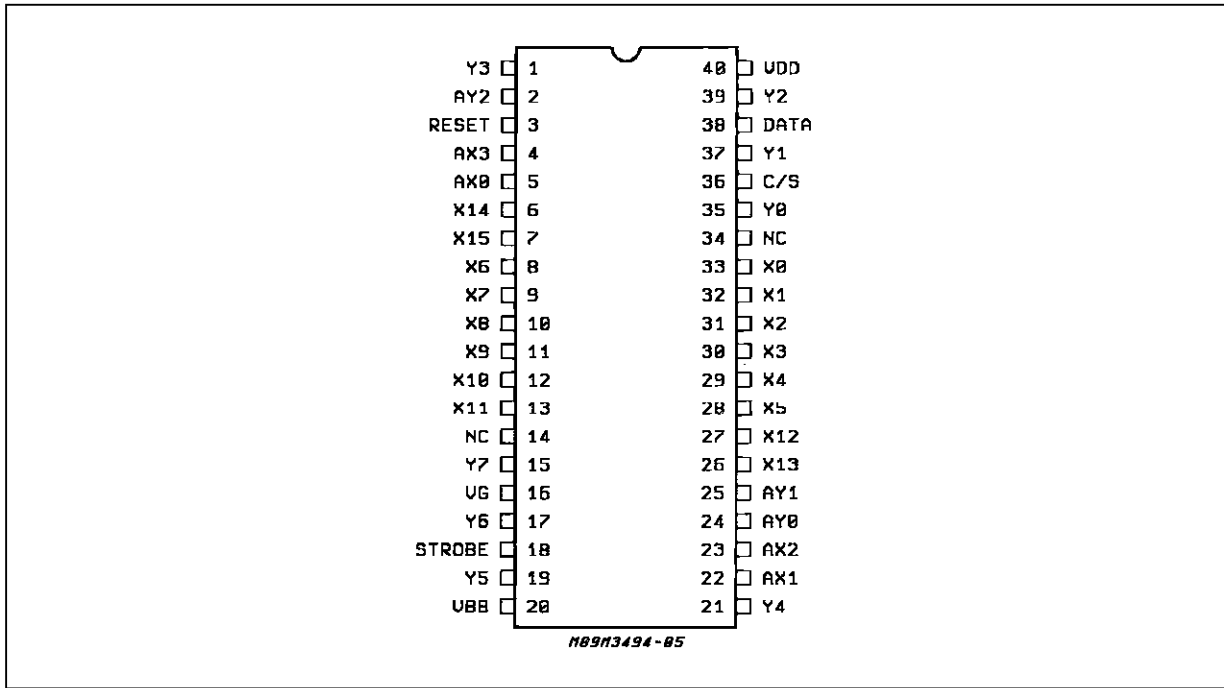 Y3 1 40 VDD
AY2 2 39 Y2
RESET 3 38 DATA
AX3 4 37 Y1
AX0 5 36 C/S
X14 6 35 Y0
X15 7 34 NC
X6 8 33 X0
X7 9 32 X1
X8 10 31 X2
X9 11 30 X3
X10 12 29 X4
X11 13 28 X5
NC 14 27 X12
Y7 15 26 X13
VG 16 25 AY1
Y6 17 24 AY0
STROBE 18 23 AX2
Y5 19 22 AX1
VBB 20 21 Y4
M89M3494-05